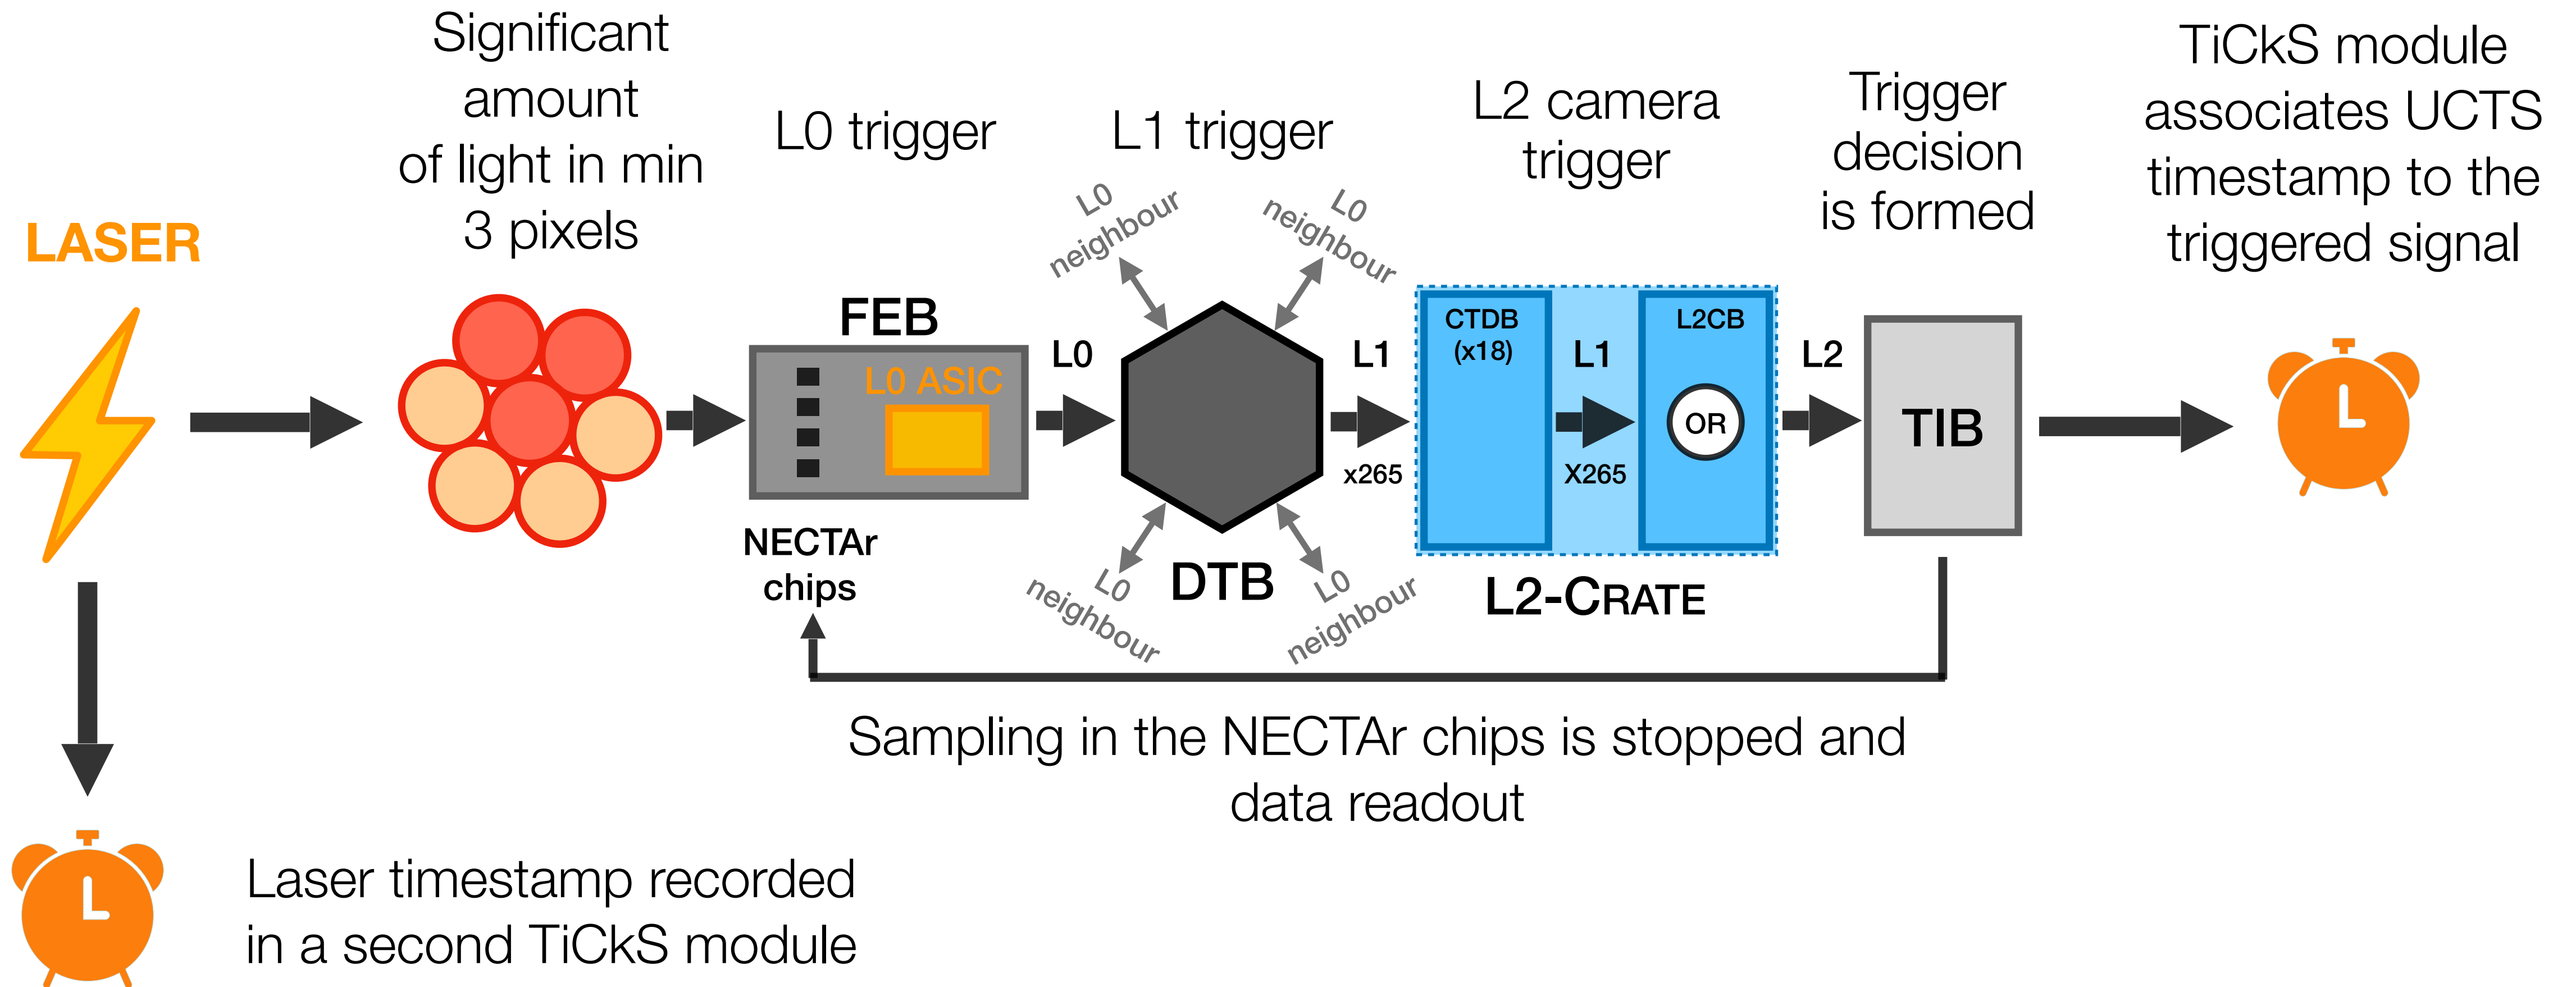 Significant
amount
of light in min
3 pixels
LASER
L0 trigger
L1 trigger
L2 camera
trigger
Trigger
decision
is formed
TiCkS module
associates UCTS
timestamp to the
triggered signal
L0
neighbour
L0
neighbour
FEB
L0 ASIC
NECTAr
chips
L0
L0
neighbour
DTB
L0
neighbour
L1
x265
CTDB
(x18)
L1
X265
L2CB
OR
L2-CRATE
L2
TIB
Sampling in the NECTAr chips is stopped and
data readout
Laser timestamp recorded
in a second TiCkS module